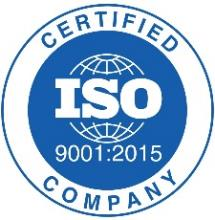 CERTIFIED
ISO
9001:2015
COMPANY